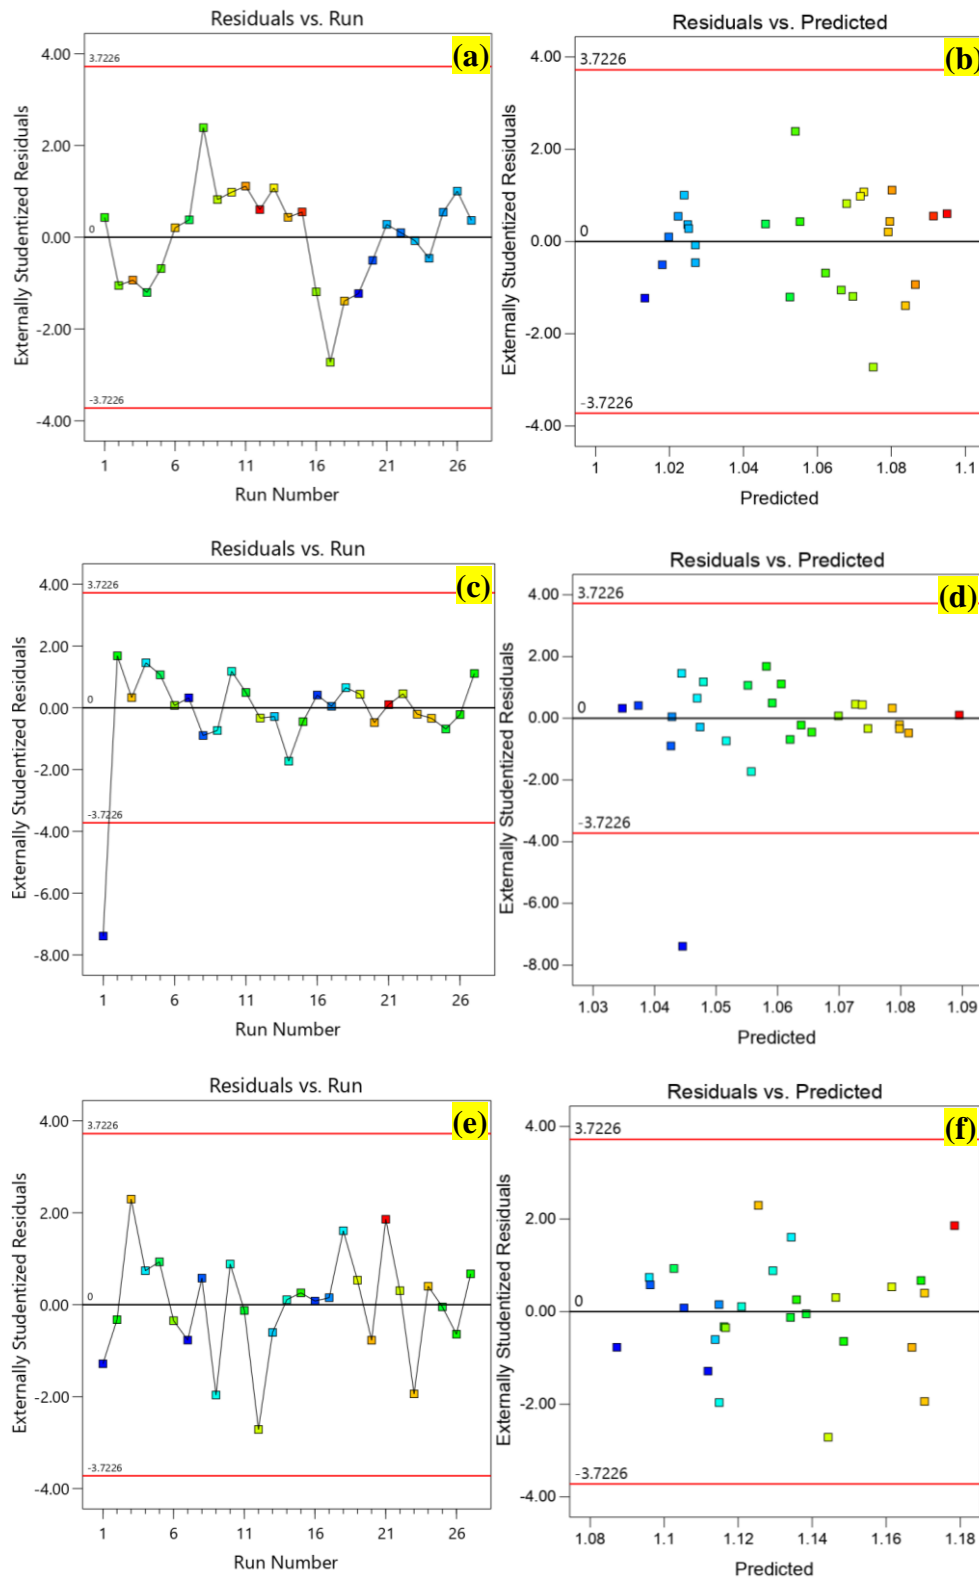 Residuals vs. Run
(a)
Externally Studentized Residuals
4.00
2.00
0.00
-2.00
-4.00
3.7226
0
-3.7226
1 6 11 16 21 26
Run Number
Residuals vs. Predicted
(b)
Externally Studentized Residuals
4.00
2.00
0.00
-2.00
-4.00
3.7226
0
-3.7226
1 1.02 1.04 1.06 1.08 1.1
Predicted
Residuals vs. Run
(c)
Externally Studentized Residuals
4.00
2.00
0.00
-2.00
-4.00
-6.00
-8.00
3.7226
0
-3.7226
1 6 11 16 21 26
Run Number
Residuals vs. Predicted
(d)
Externally Studentized Residuals
4.00
2.00
0.00
-2.00
-4.00
-6.00
-8.00
3.7226
0
-3.7226
1.03 1.04 1.05 1.06 1.07 1.08 1.09
Predicted
Residuals vs. Run
(e)
Externally Studentized Residuals
4.00
2.00
0.00
-2.00
-4.00
3.7226
0
-3.7226
1 6 11 16 21 26
Run Number
Residuals vs. Predicted
(f)
Externally Studentized Residuals
4.00
2.00
0.00
-2.00
-4.00
3.7226
0
-3.7226
1.08 1.1 1.12 1.14 1.16 1.18
Predicted